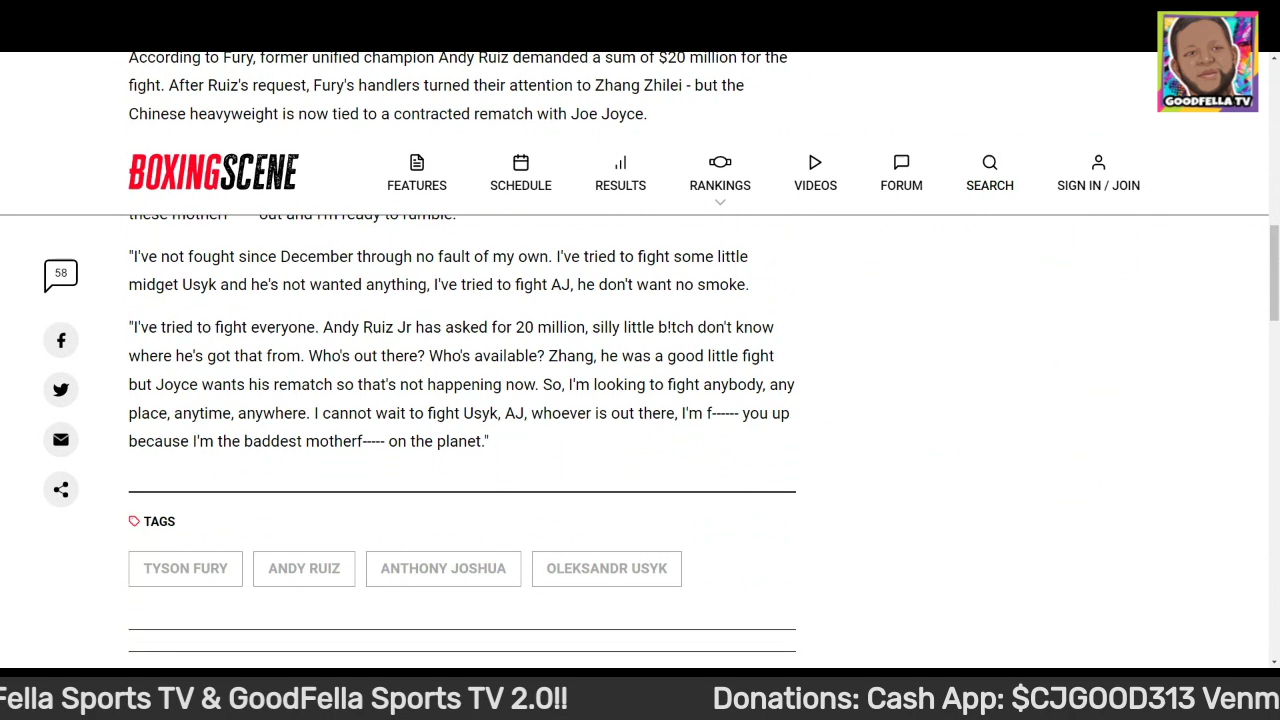 According to Fury, former unified champion Andy Ruiz demanded a sum of $20 million for the
fight. After Ruiz's request, Fury's handlers turned their attention to Zhang Zhilei - but the
Chinese heavyweight is now tied to a contracted rematch with Joe Joyce.
GOODFELLA TV
BOXINGSCENE
FEATURES
SCHEDULE
RESULTS
RANKINGS
VIDEOS
FORUM
SEARCH
SIGN IN / JOIN
these motherf----- out and I'm ready to rumble.
58
"I've not fought since December through no fault of my own. I've tried to fight some little
midget Usyk and he's not wanted anything, I've tried to fight AJ, he don't want no smoke.
"I've tried to fight everyone. Andy Ruiz Jr has asked for 20 million, silly little b!tch don't know
where he's got that from. Who's out there? Who's available? Zhang, he was a good little fight
but Joyce wants his rematch so that's not happening now. So, I'm looking to fight anybody, any
place, anytime, anywhere. I cannot wait to fight Usyk, AJ, whoever is out there, I'm f------ you up
because I'm the baddest motherf----- on the planet."
TAGS
TYSON FURY
ANDY RUIZ
ANTHONY JOSHUA
OLEKSANDR USYK
Fella Sports TV & GoodFella Sports TV 2.0!!
Donations: Cash App: $CJGOOD313 Venm